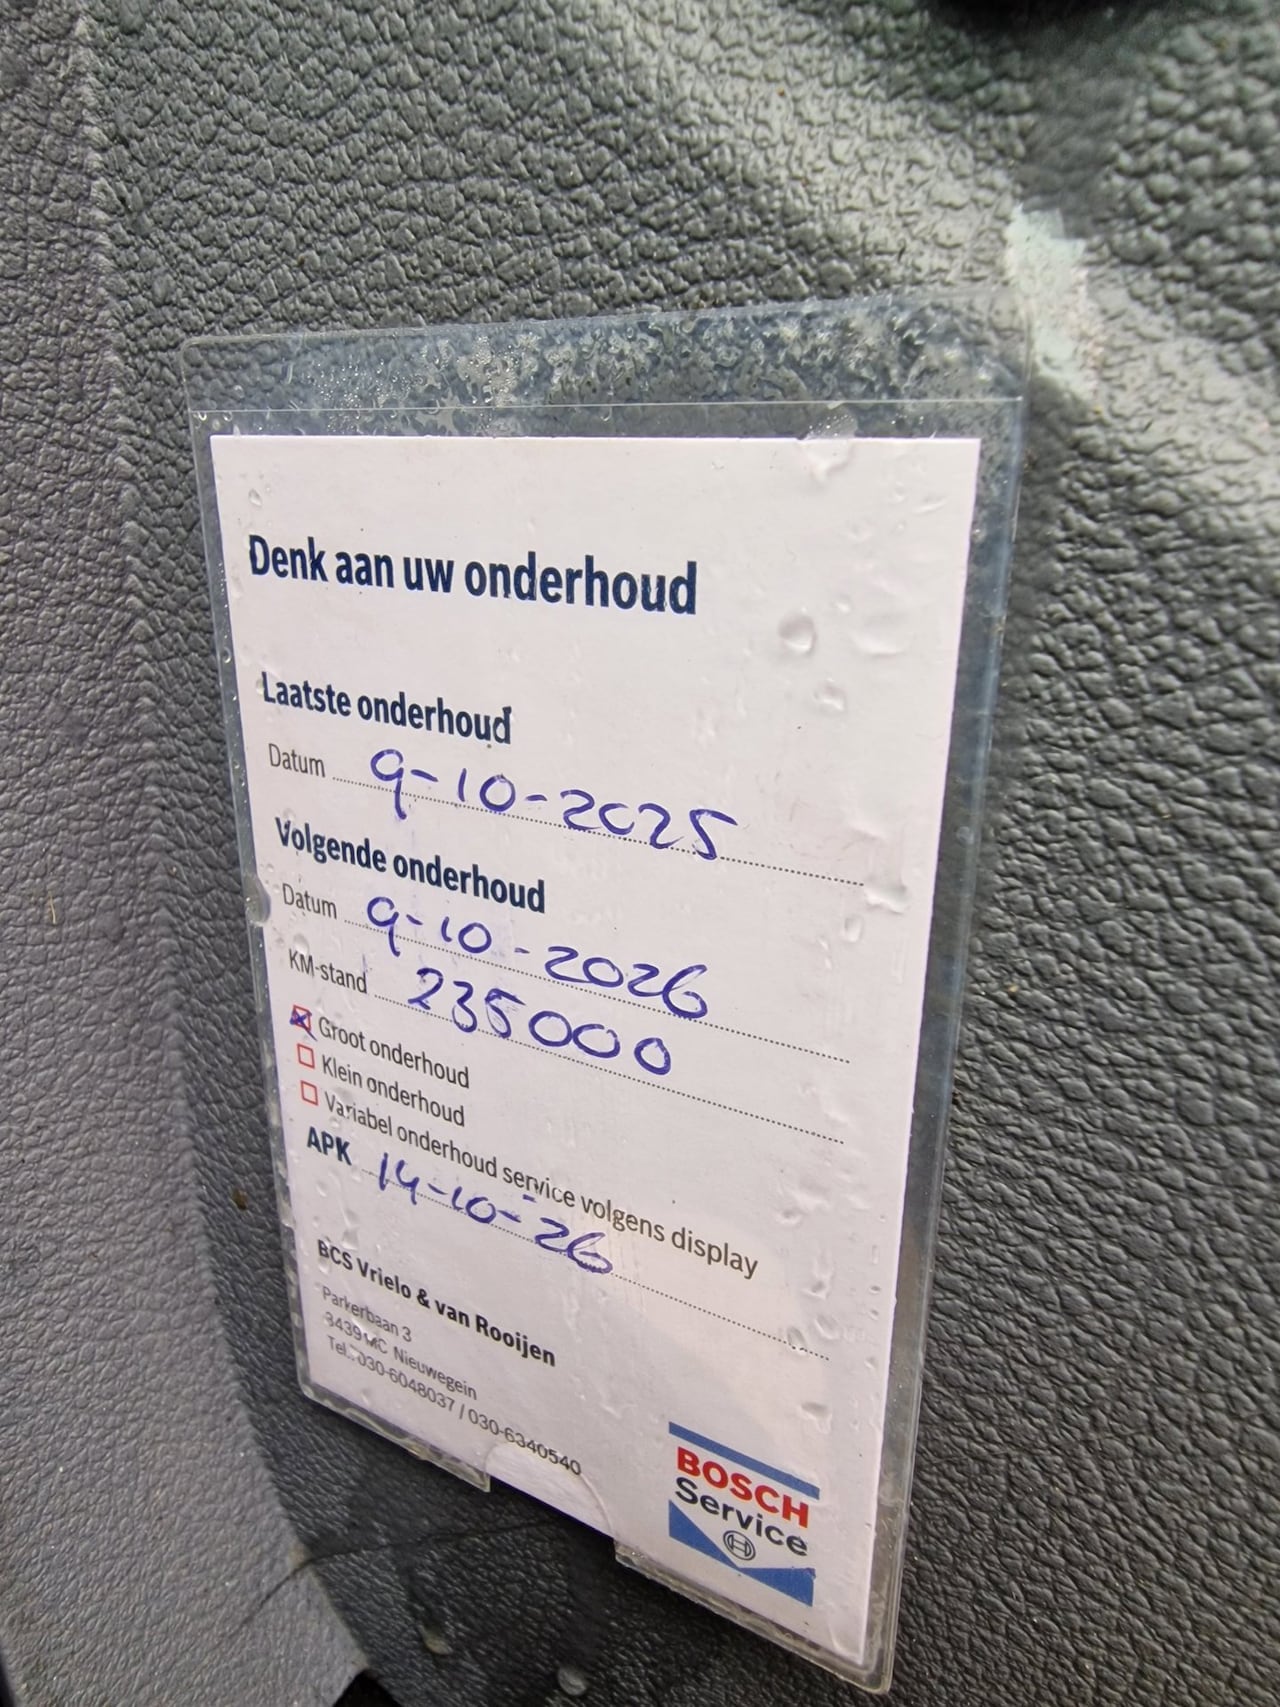 Denk aan uw onderhoud
Laatste onderhoud
Datum 9-10-2025
Volgende onderhoud
Datum 9-10-2026
KM-stand 235000
Groot onderhoud
Klein onderhoud
Variabel onderhoud service volgens display
APK 14-10-26
BCS Vrielo & van Rooijen
Parkerbaan 3
3439 MC Nieuwegein
Tel.: 030-6048037 / 030-6340540
BOSCH
Service